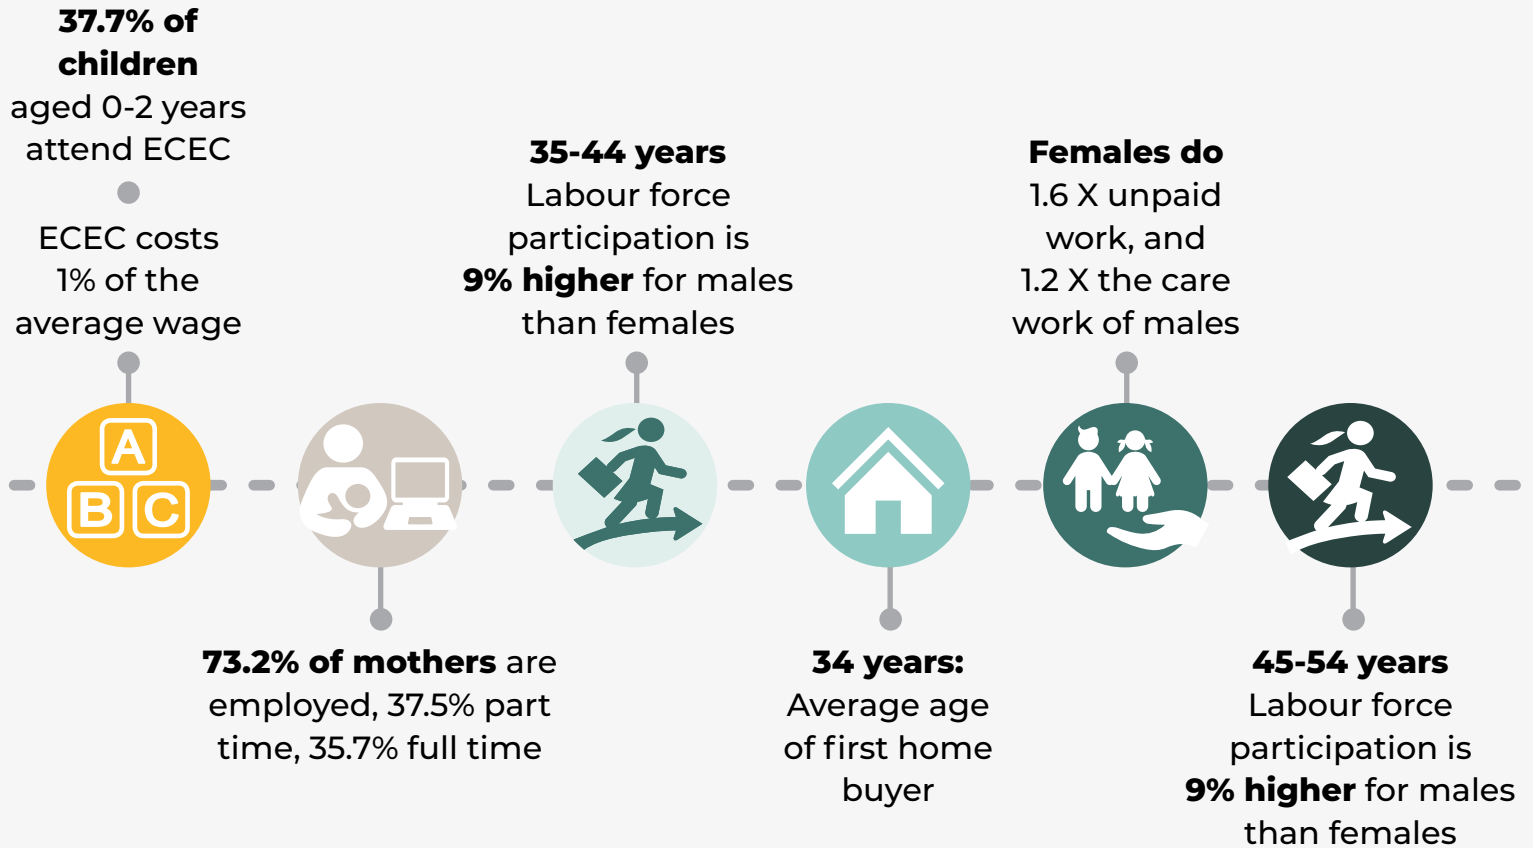 37.7% of
children
aged 0-2 years
attend ECEC
ECEC costs
1% of the
average wage
A
B C
73.2% of mothers are
employed, 37.5% part
time, 35.7% full time
35-44 years
Labour force
participation is
9% higher for males
than females
34 years:
Average age
of first home
buyer
Females do
1.6 X unpaid
work, and
1.2 X the care
work of males
45-54 years
Labour force
participation is
9% higher for males
than females